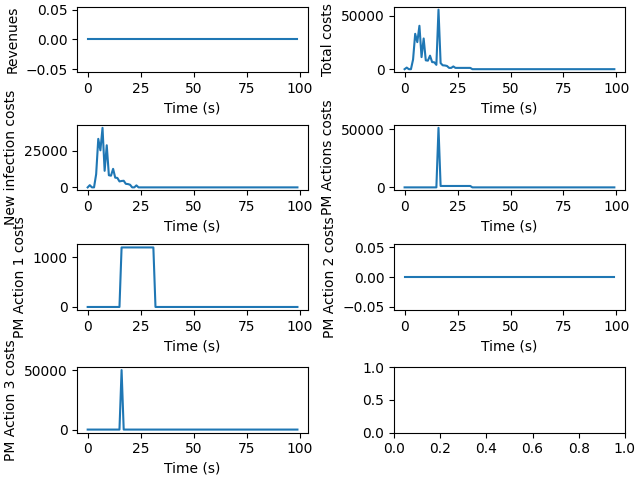 Revenues
0.05
0.00
−0.05
0 25 50 75 100
Time (s)
Total costs
50000
0
0 25 50 75 100
Time (s)
New infection costs
25000
0
0 25 50 75 100
Time (s)
PM Actions costs
50000
0
0 25 50 75 100
Time (s)
PM Action 1 costs
1000
0
0 25 50 75 100
Time (s)
PM Action 2 costs
0.05
0.00
−0.05
0 25 50 75 100
Time (s)
PM Action 3 costs
50000
0
0 25 50 75 100
Time (s)
1.0
0.5
0.0
0.0 0.2 0.4 0.6 0.8 1.0